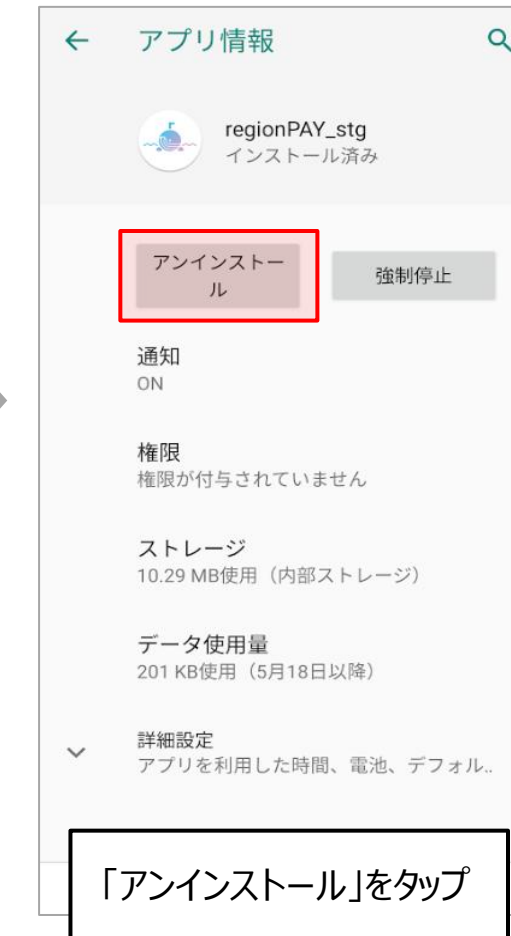 アプリ情報
regionPAY_stg
インストール済み
アンインストー
ル
強制停止
通知
ON
権限
権限が付与されていません
ストレージ
10.29 MB使用（内部ストレージ）
データ使用量
201 KB使用（5月18日以降）
詳細設定
アプリを利用した時間、電池、デフォル..
「アンインストール」をタップ